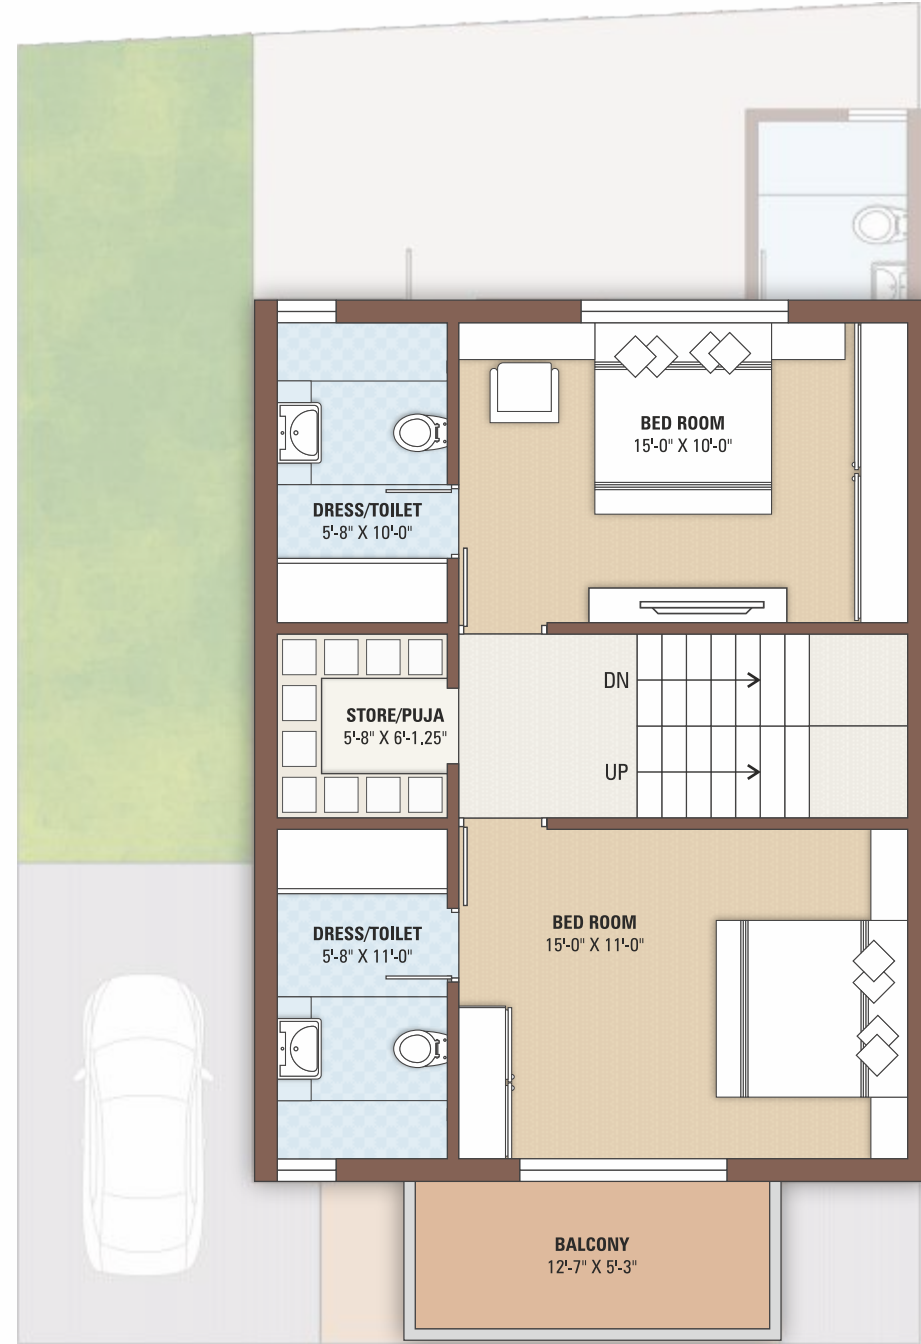 BED ROOM
15'-0" X 10'-0"
DRESS/TOILET
5'-8" X 10'-0"
DN
STORE/PUJA
5'-8" X 6'-1.25"
UP
DRESS/TOILET
5'-8" X 11'-0"
BED ROOM
15'-0" X 11'-0"
BALCONY
12'-7" X 5'-3"